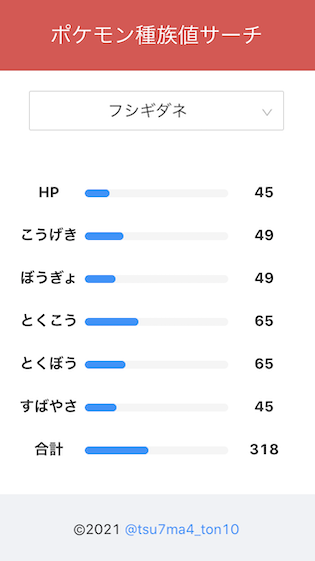 ポケモン種族値サーチ
フシギダネ
HP 45
こうげき 49
ぼうぎょ 49
とくこう 65
とくぼう 65
すばやさ 45
合計 318
©2021 @tsu7ma4_ton10